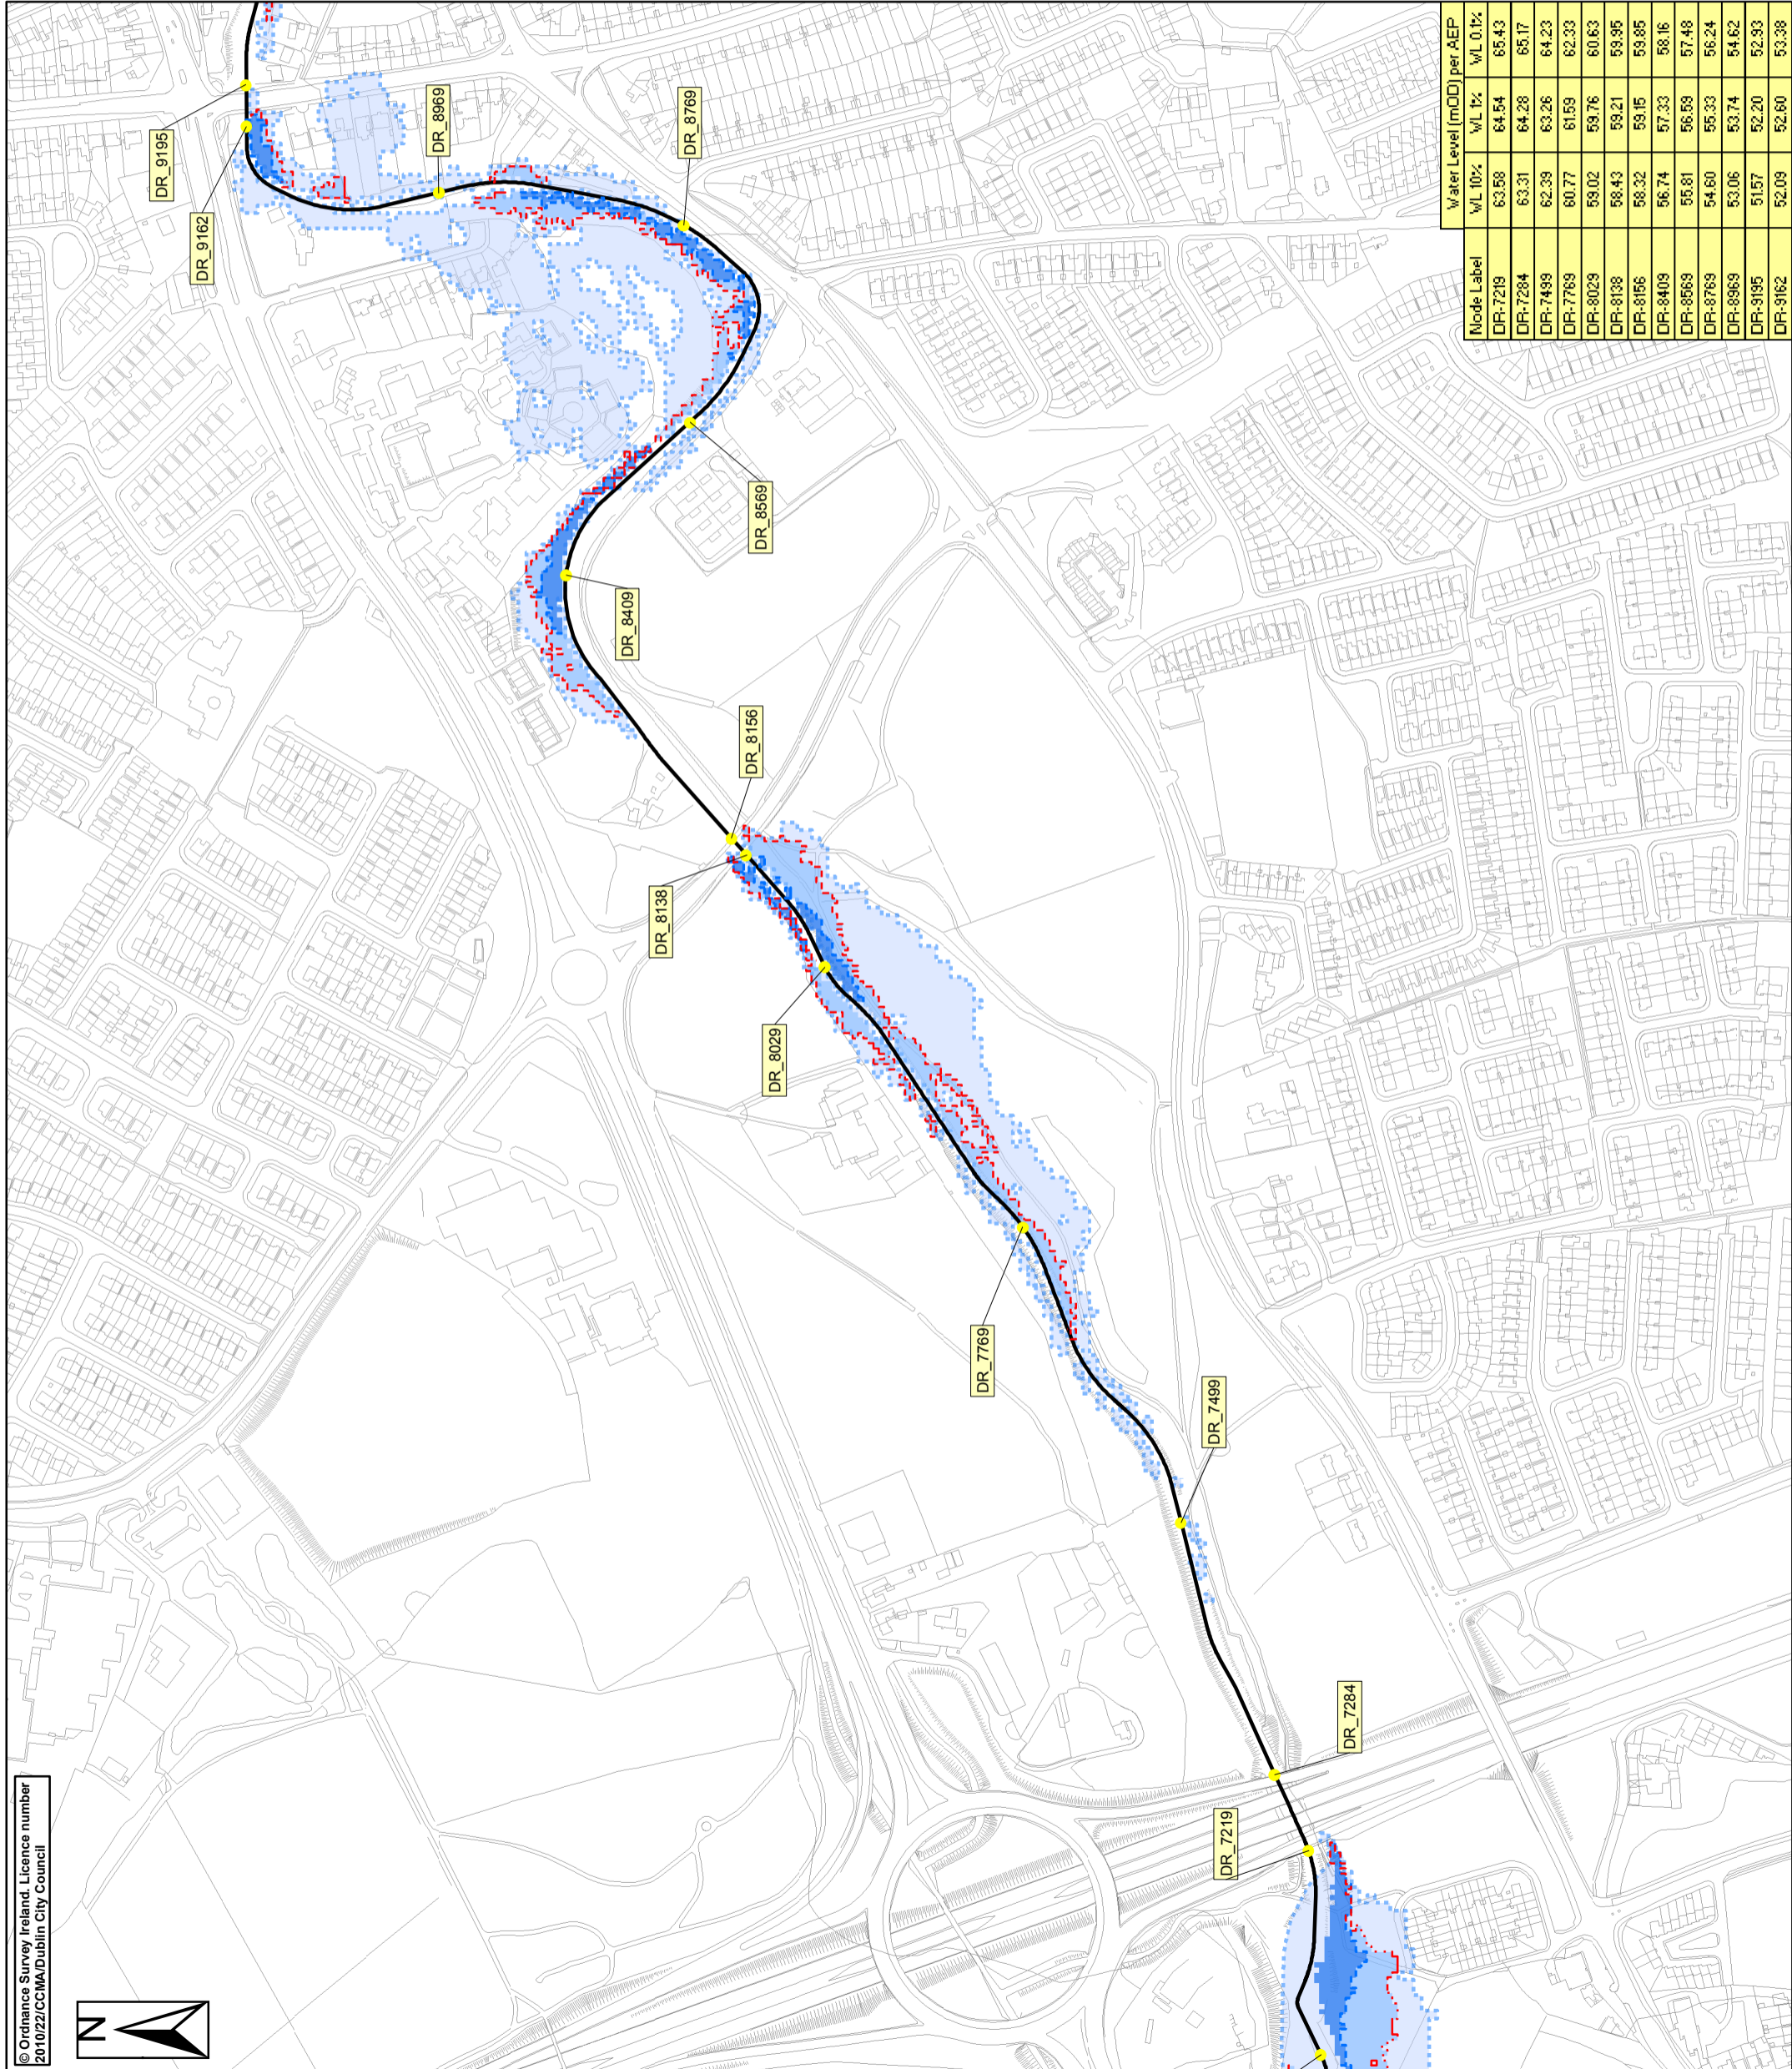 © Ordnance Survey Ireland. Licence number
2010/22/CCMA/Dublin City Council
N
DR_9195
DR_9162
DR_8969
DR_8769
DR_8569
DR_8409
DR_8156
DR_8138
DR_8029
DR_7769
DR_7499
DR_7284
DR_7219
Water Level (mOD) per AEP
Node Label WL 10% WL 1% WL 0.1%
DR-7219 63.58 64.54 65.43
DR-7284 63.31 64.28 65.17
DR-7499 62.39 63.26 64.23
DR-7769 60.77 61.59 62.33
DR-8029 59.02 59.76 60.63
DR-8138 58.43 59.21 59.95
DR-8156 58.32 59.15 59.85
DR-8409 56.74 57.33 58.16
DR-8569 55.81 56.59 57.48
DR-8769 54.60 55.33 56.24
DR-8969 53.06 53.74 54.62
DR-9195 51.57 52.20 52.93
DR-9162 52.09 52.60 53.38